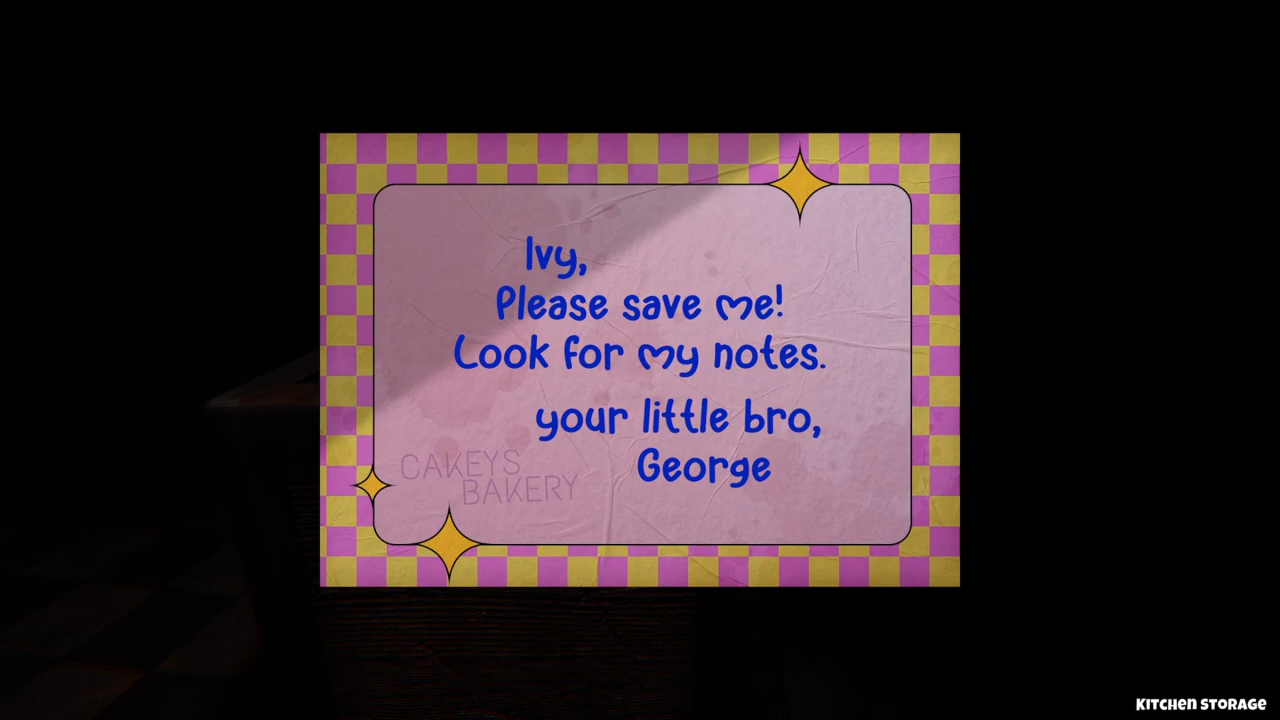 Ivy,
Please save me!
Look for my notes.
your little bro,
George
CAKEYS
BAKERY
KITCHEN STORAGE